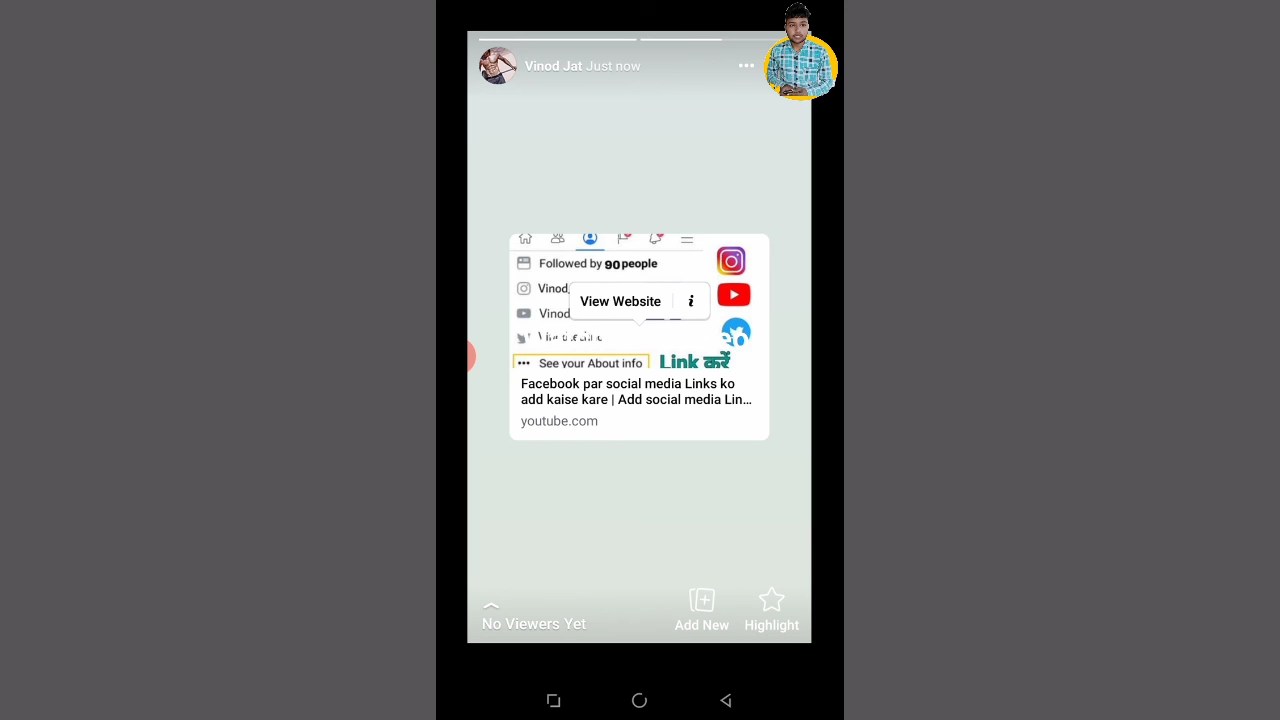 Vinod Jat Just now
Followed by 90 people
Vinod
View Website
Vinod
See your About info
Link करें
Facebook par social media Links ko
add kaise kare | Add social media Lin...
youtube.com
No Viewers Yet
Add New
Highlight